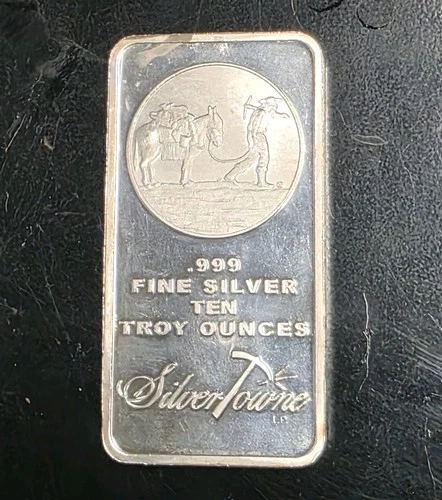 .999
FINE SILVER
TEN
TROY OUNCES
SilverTowne